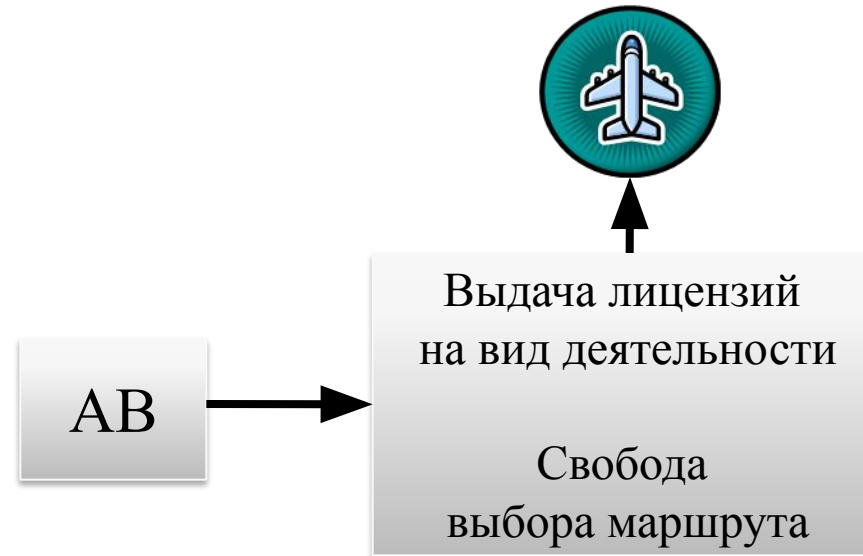 АВ
Выдача лицензий
на вид деятельности
Свобода
выбора маршрута